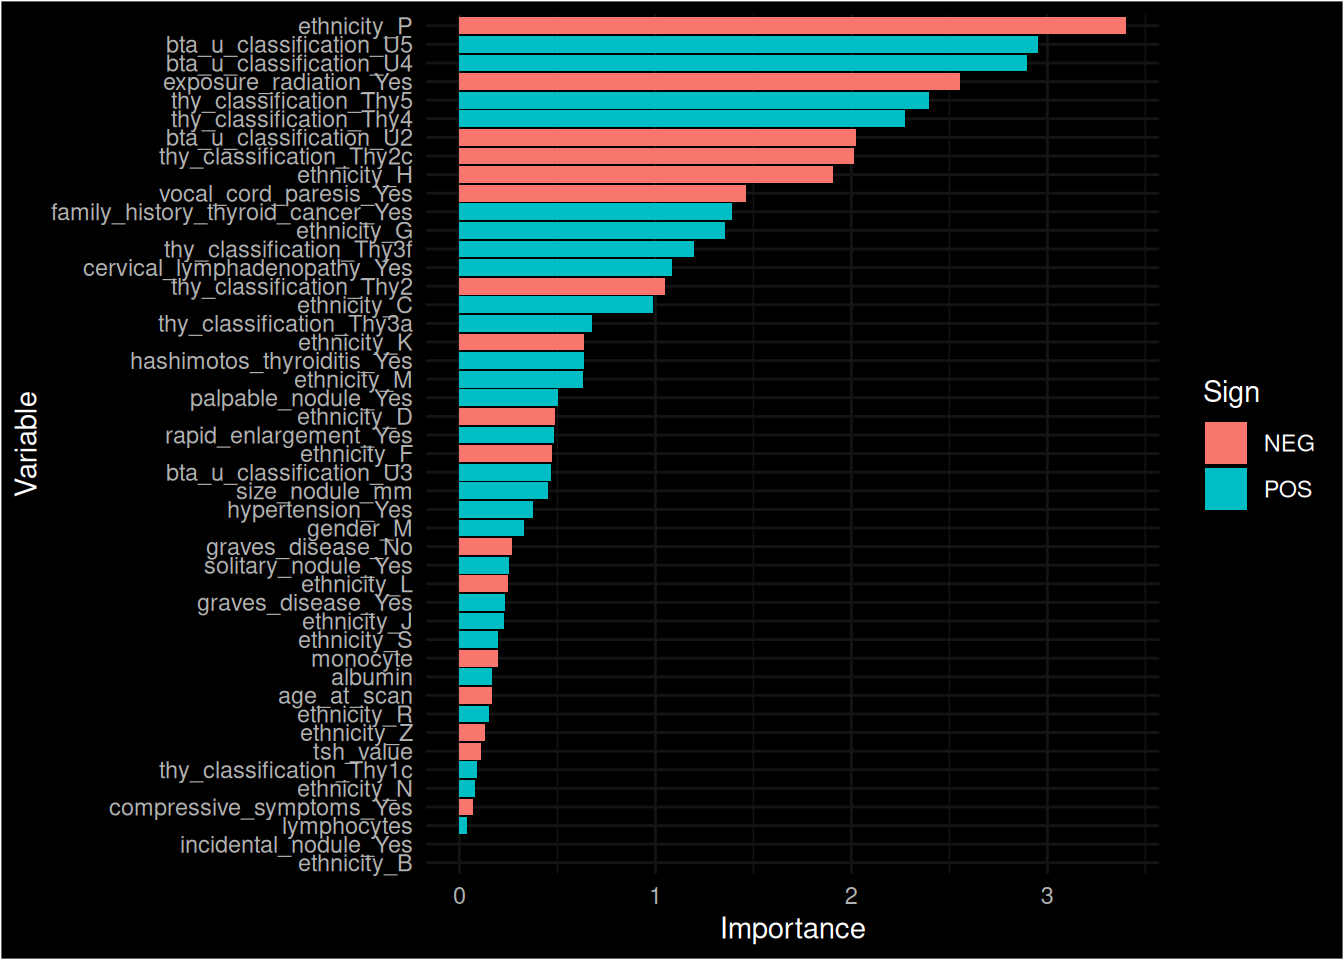 ethnicity_P
bta_u_classification_U5
bta_u_classification_U4
exposure_radiation_Yes
thy_classification_Thy5
thy_classification_Thy4
bta_u_classification_U2
thy_classification_Thy2c
ethnicity_H
vocal_cord_paresis_Yes
family_history_thyroid_cancer_Yes
ethnicity_G
thy_classification_Thy3f
cervical_lymphadenopathy_Yes
thy_classification_Thy2
ethnicity_C
thy_classification_Thy3a
ethnicity_K
hashimotos_thyroiditis_Yes
ethnicity_M
palpable_nodule_Yes
ethnicity_D
rapid_enlargement_Yes
ethnicity_F
bta_u_classification_U3
size_nodule_mm
hypertension_Yes
gender_M
graves_disease_No
solitary_nodule_Yes
ethnicity_L
graves_disease_Yes
ethnicity_J
ethnicity_S
monocyte
albumin
age_at_scan
ethnicity_R
ethnicity_Z
tsh_value
thy_classification_Thy1c
ethnicity_N
compressive_symptoms_Yes
lymphocytes
incidental_nodule_Yes
ethnicity_B
Variable
0 1 2 3
Importance
Sign
NEG
POS